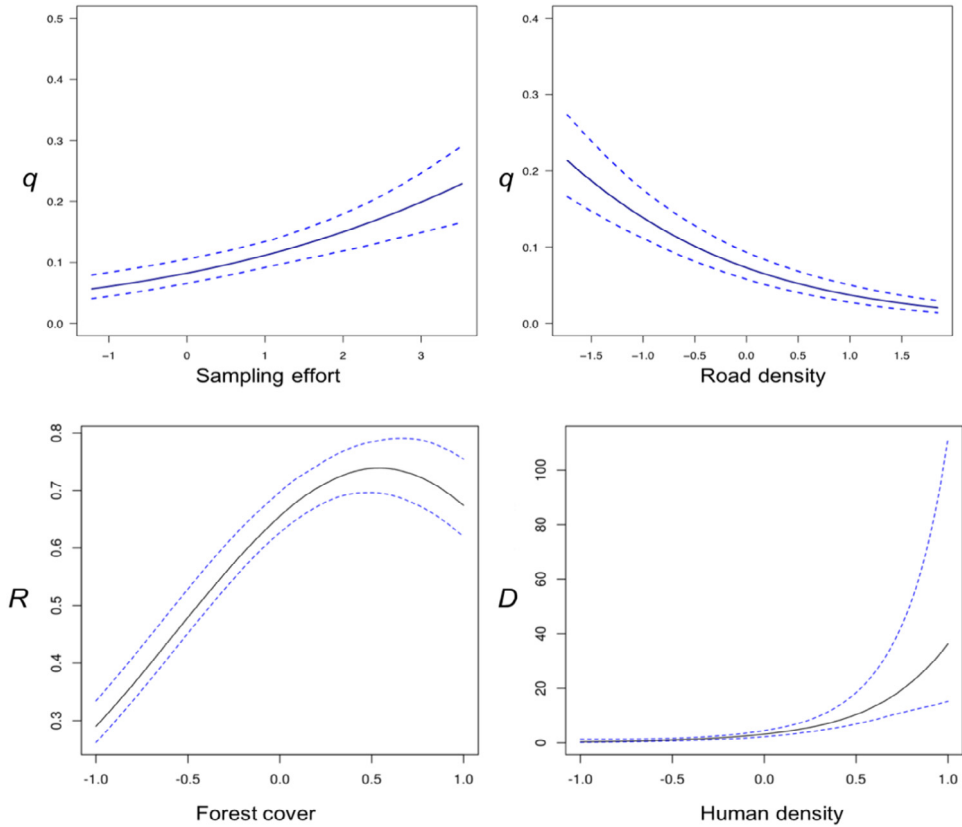 0.5
0.4
0.3
0.2
0.1
0.0
q
−1 0 1 2 3
Sampling effort
0.4
0.3
0.2
0.1
0.0
q
−1.5 −1.0 −0.5 0.0 0.5 1.0 1.5
Road density
0.8
0.7
0.6
0.5
0.4
0.3
R
-1.0 -0.5 0.0 0.5 1.0
Forest cover
100
80
60
40
20
0
D
-1.0 -0.5 0.0 0.5 1.0
Human density